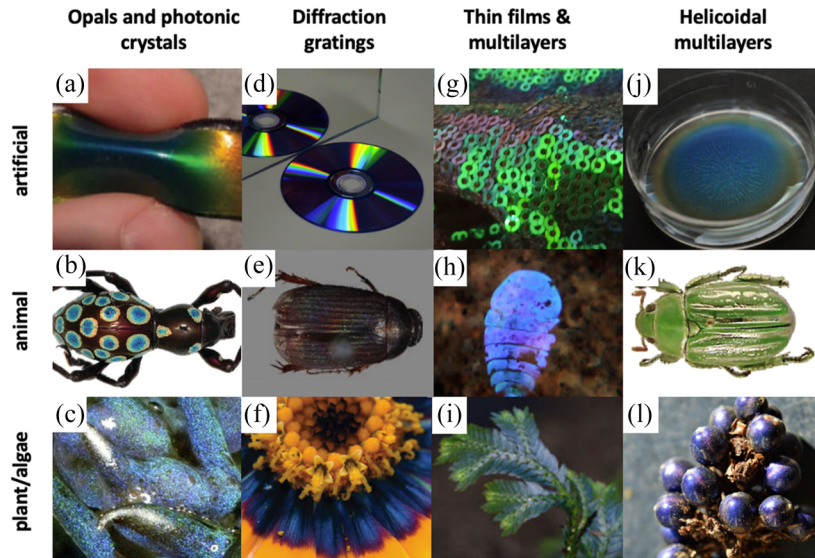 Opals and photonic
crystals
Diffraction
gratings
Thin films &
multilayers
Helicoidal
multilayers
artificial
(a)
(d)
(g)
(j)
animal
(b)
(e)
(h)
(k)
plant/algae
(c)
(f)
(i)
(l)